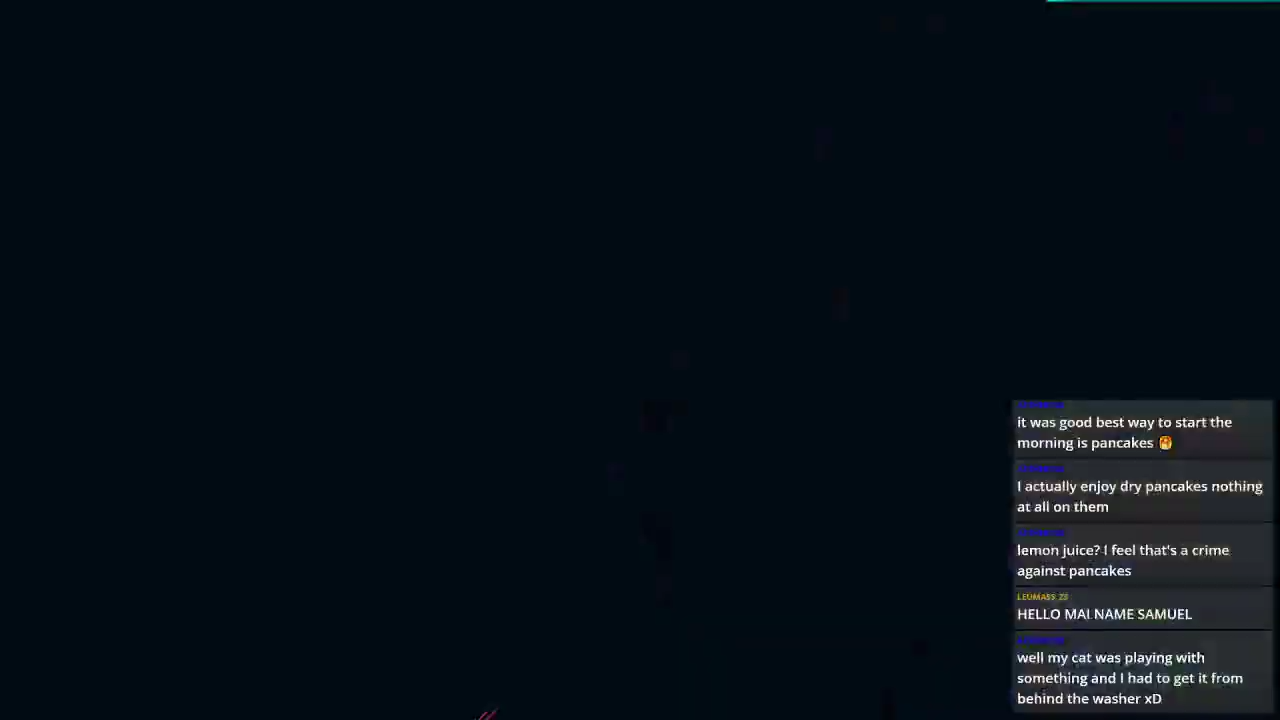 it was good best way to start the
morning is pancakes 🥞
I actually enjoy dry pancakes nothing
at all on them
lemon juice? I feel that's a crime
against pancakes
LEUMASS_23
HELLO MAI NAME SAMUEL
well my cat was playing with
something and I had to get it from
behind the washer xD